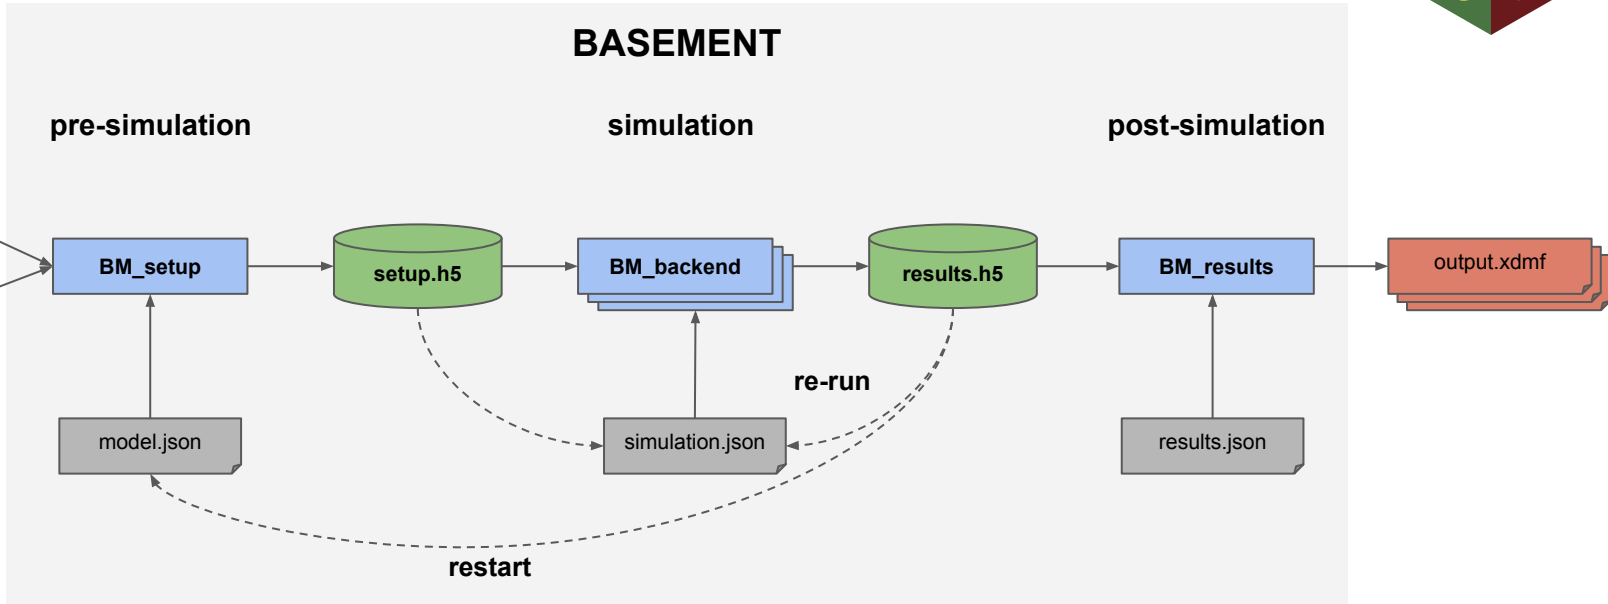 BASEMENT
pre-simulation
simulation
post-simulation
BM_setup
setup.h5
BM_backend
results.h5
BM_results
output.xdmf
re-run
model.json
simulation.json
results.json
restart